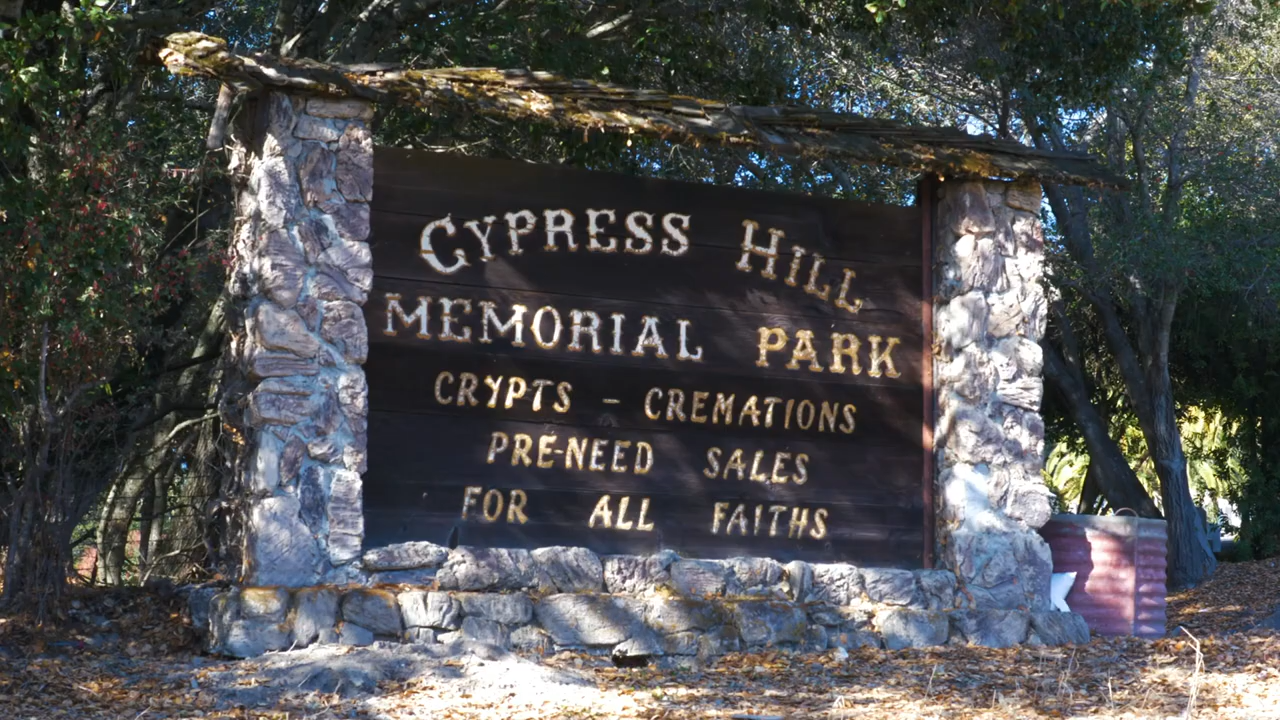 CYPRESS HILL
MEMORIAL PARK
CRYPTS - CREMATIONS
PRE-NEED SALES
FOR ALL FAITHS